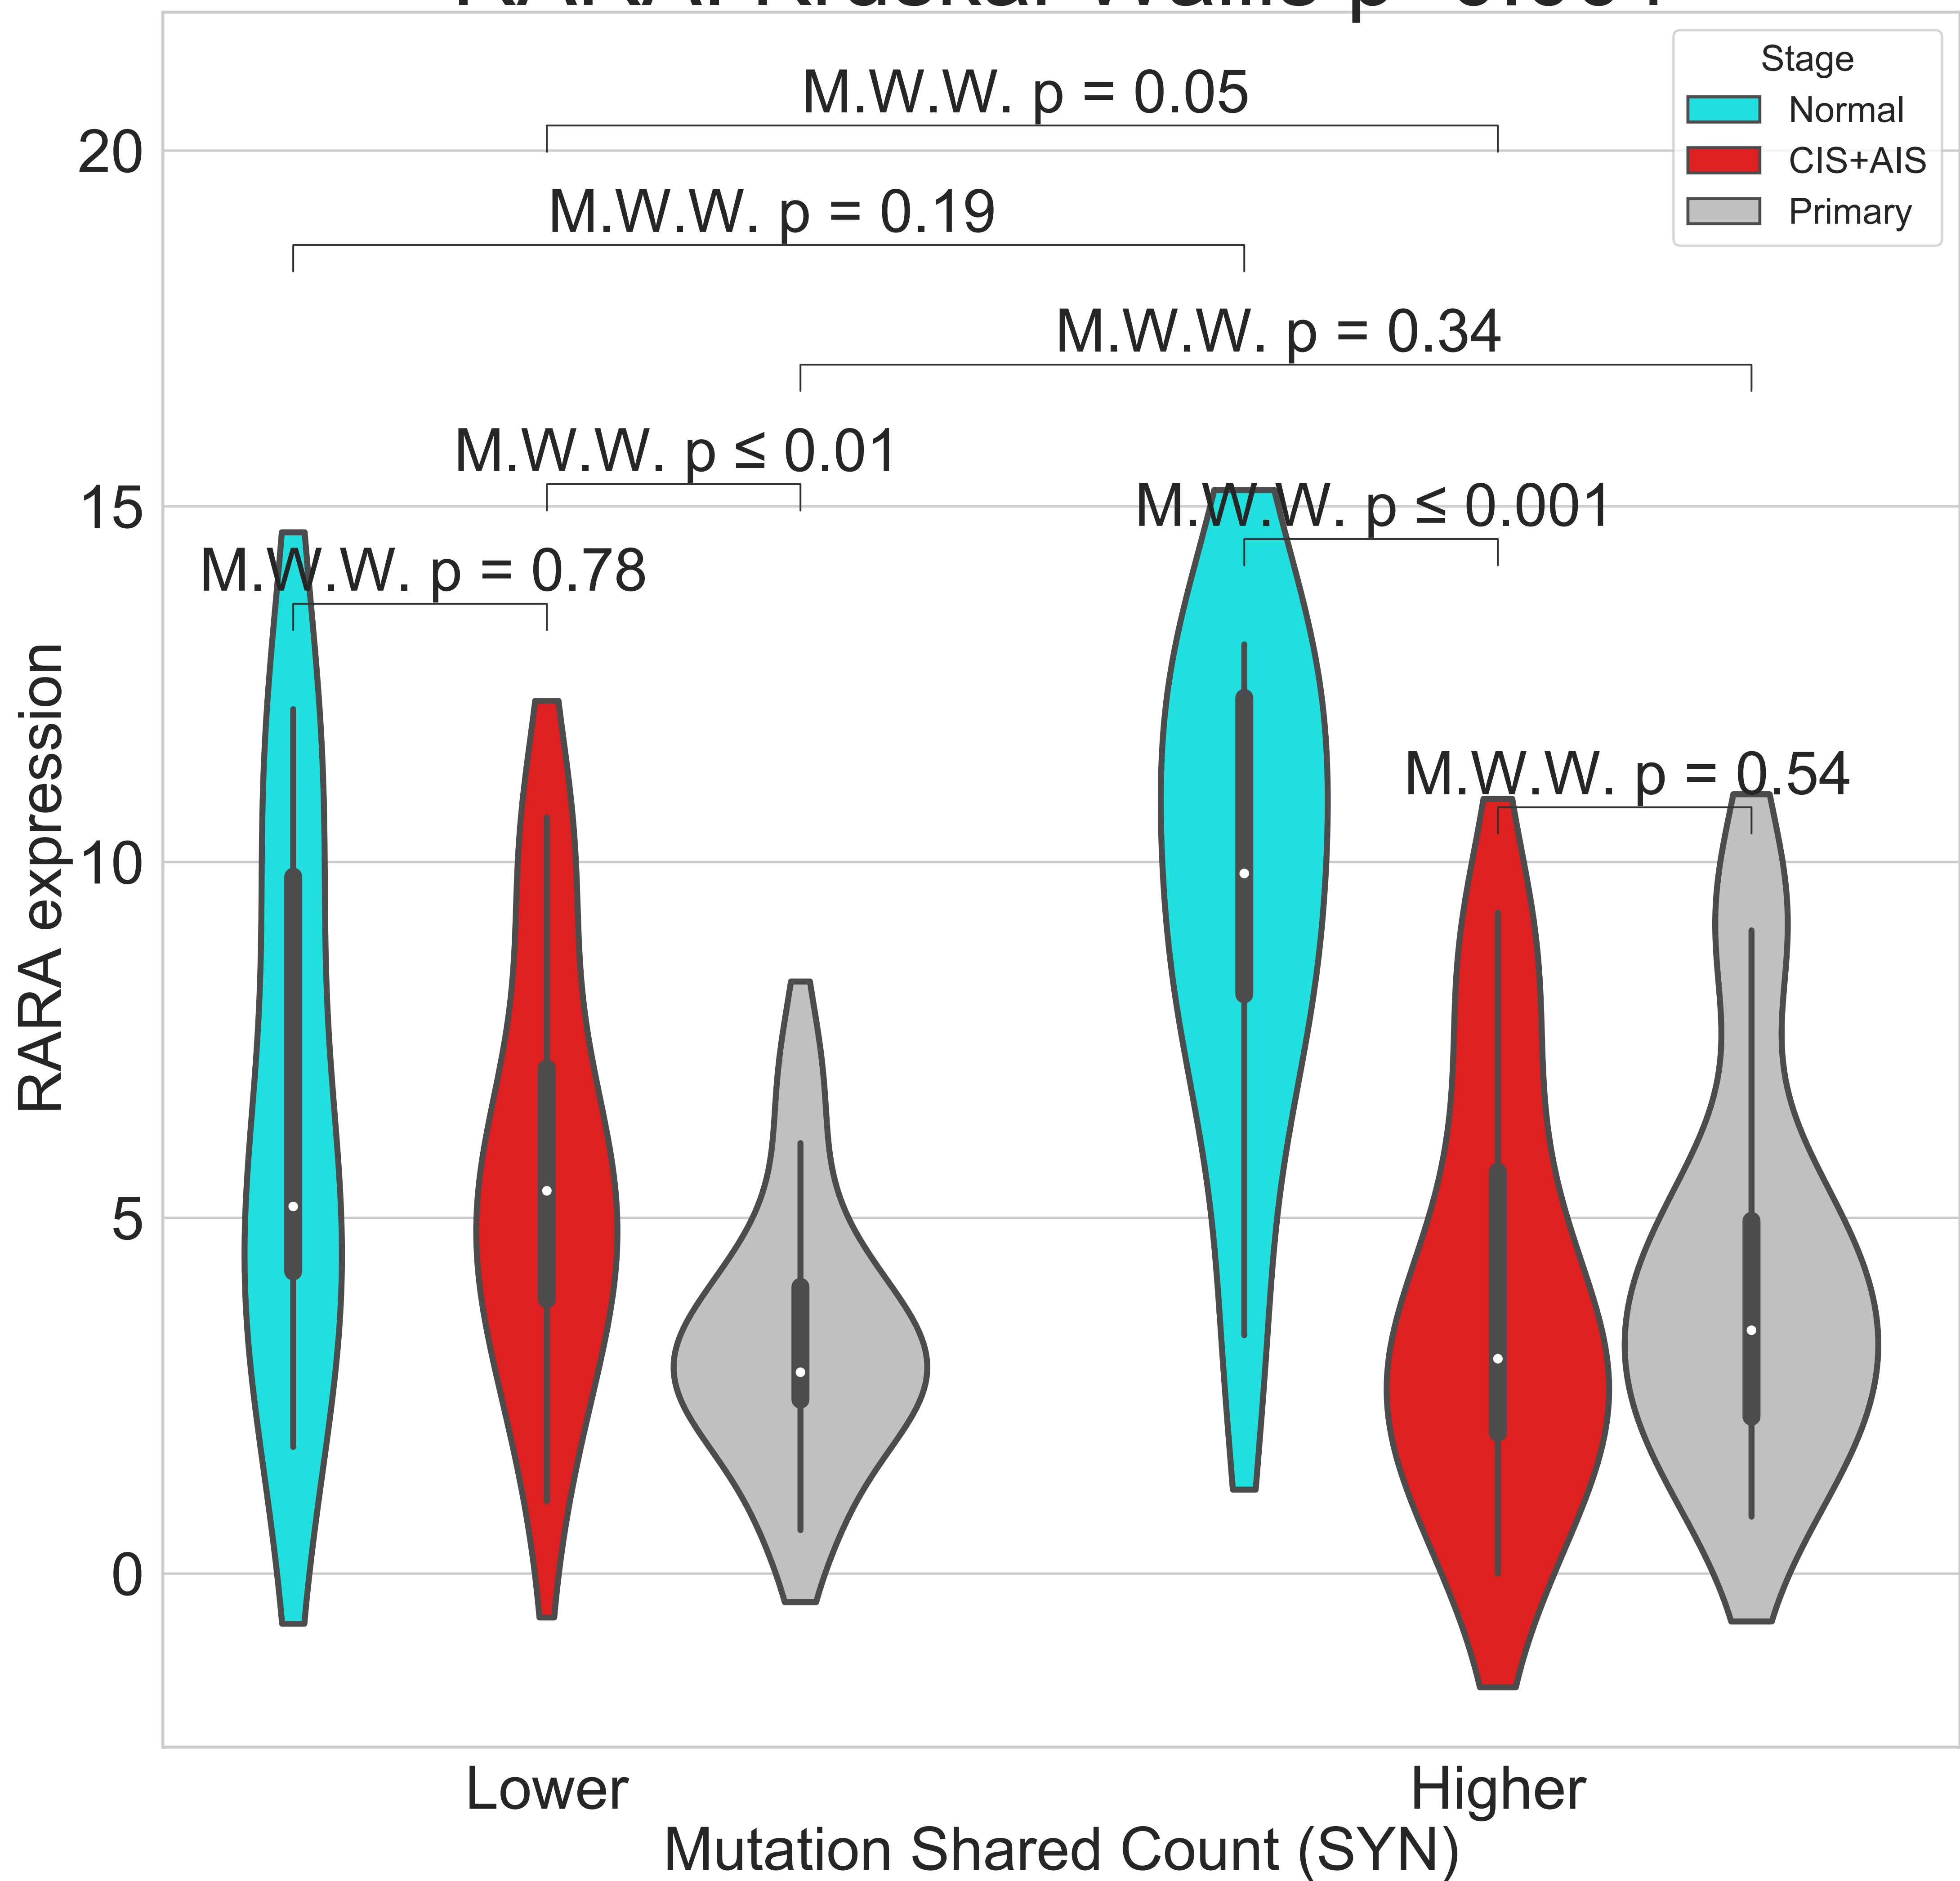 M.W.W. p = 0.05
M.W.W. p = 0.19
M.W.W. p = 0.34
M.W.W. p ≤ 0.01
M.W.W. p ≤ 0.001
M.W.W. p = 0.78
M.W.W. p = 0.54
Stage
Normal
CIS+AIS
Primary
RARA expression
20
15
10
5
0
Lower
Higher
Mutation Shared Count (SYN)